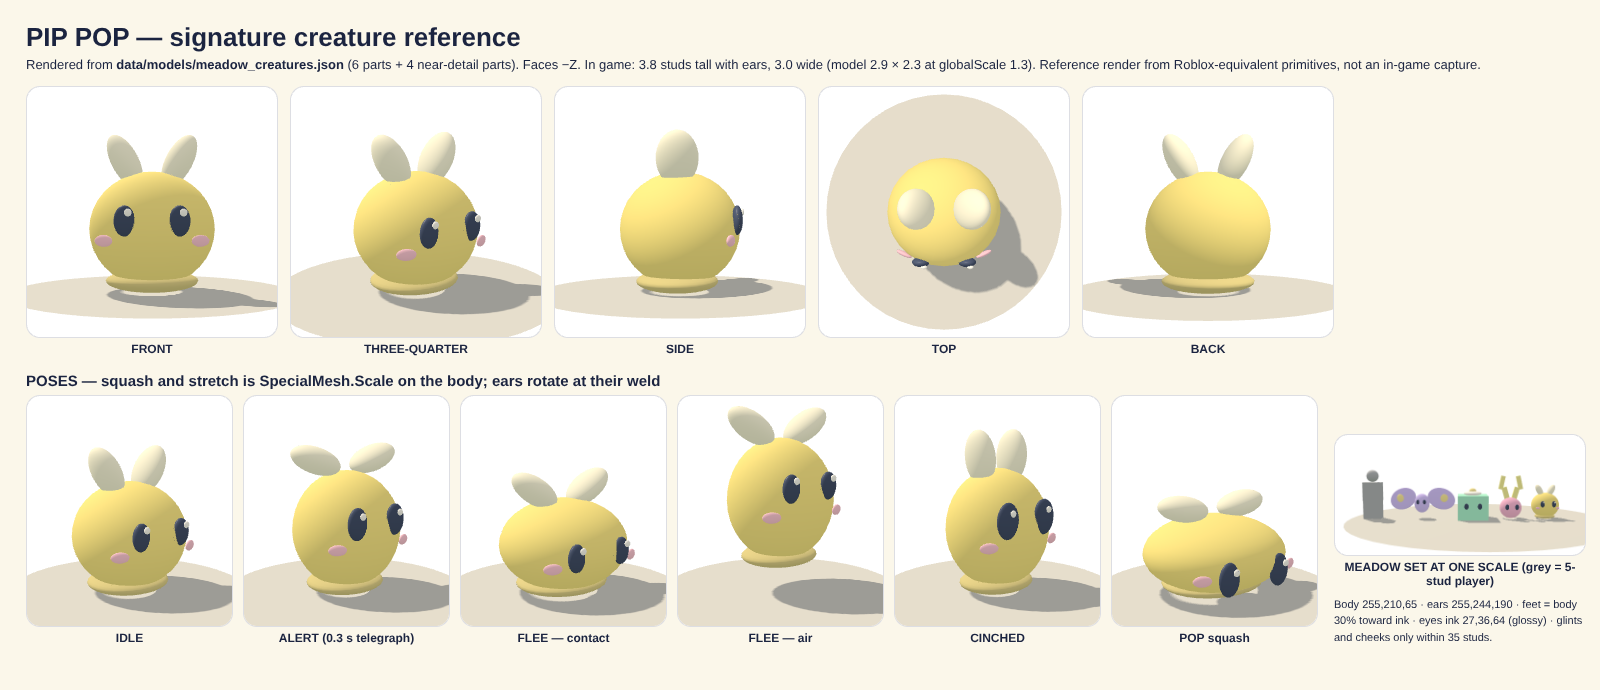 PIP POP — signature creature reference
Rendered from data/models/meadow_creatures.json (6 parts + 4 near-detail parts). Faces −Z. In game: 3.8 studs tall with ears, 3.0 wide (model 2.9 × 2.3 at globalScale 1.3). Reference render from Roblox-equivalent primitives, not an in-game capture.
FRONT
THREE-QUARTER
SIDE
TOP
BACK
POSES — squash and stretch is SpecialMesh.Scale on the body; ears rotate at their weld
IDLE
ALERT (0.3 s telegraph)
FLEE — contact
FLEE — air
CINCHED
POP squash
MEADOW SET AT ONE SCALE (grey = 5-
stud player)
Body 255,210,65 · ears 255,244,190 · feet = body
30% toward ink · eyes ink 27,36,64 (glossy) · glints
and cheeks only within 35 studs.